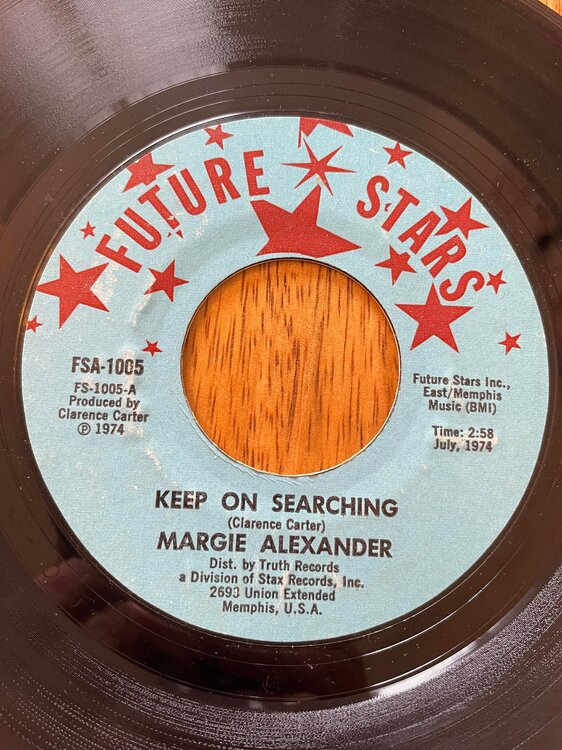 FUTURE STARS
FSA-1005
FS-1005-A
Produced by
Clarence Carter
℗ 1974
Future Stars Inc.,
East/Memphis
Music (BMI)
Time: 2:58
July, 1974
KEEP ON SEARCHING
(Clarence Carter)
MARGIE ALEXANDER
Dist. by Truth Records
a Division of Stax Records, Inc.
2693 Union Extended
Memphis, U.S.A.